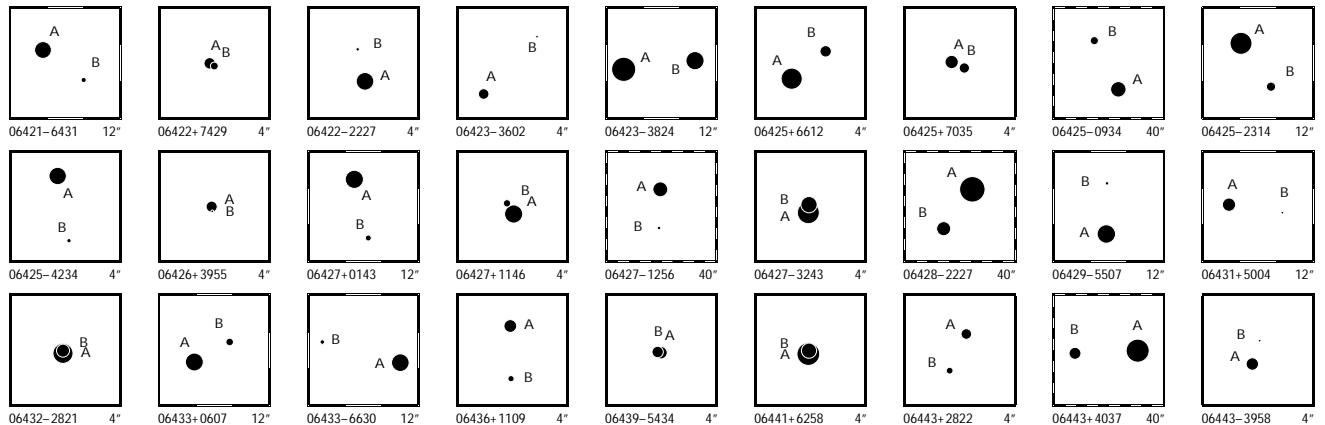 A B A B B A B A A B B A A B B A A B
06421–6431 12″ 06422+7429 4″ 06422–2227 4″ 06423–3602 4″ 06423–3824 12″ 06425+6612 4″ 06425+7035 4″ 06425–0934 40″ 06425–2314 12″
A B A B A B B A A B B A A B B A A B
06425–4234 4″ 06426+3955 4″ 06427+0143 12″ 06427+1146 4″ 06427–1256 40″ 06427–3243 4″ 06428–2227 40″ 06429–5507 12″ 06431+5004 12″
B A B A B A A B B A B A A B B A B A
06432–2821 4″ 06433+0607 12″ 06433–6630 12″ 06436+1109 4″ 06439–5434 4″ 06441+6258 4″ 06443+2822 4″ 06443+4037 40″ 06443–3958 4″